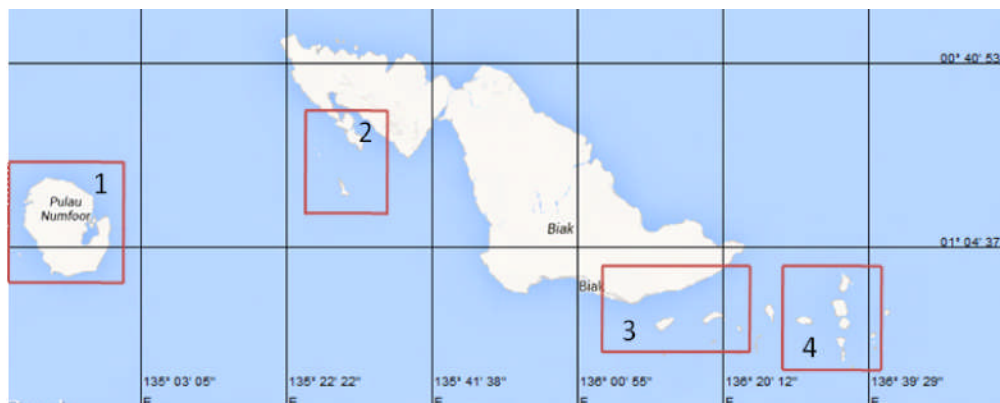 00° 40' 53"
2
1
Pulau
Numfoor
Biak
01° 04' 37"
Biak
3
4
135° 03' 05"
135° 22' 22"
135° 41' 38"
136° 00' 55"
136° 20' 12"
136° 39' 29"